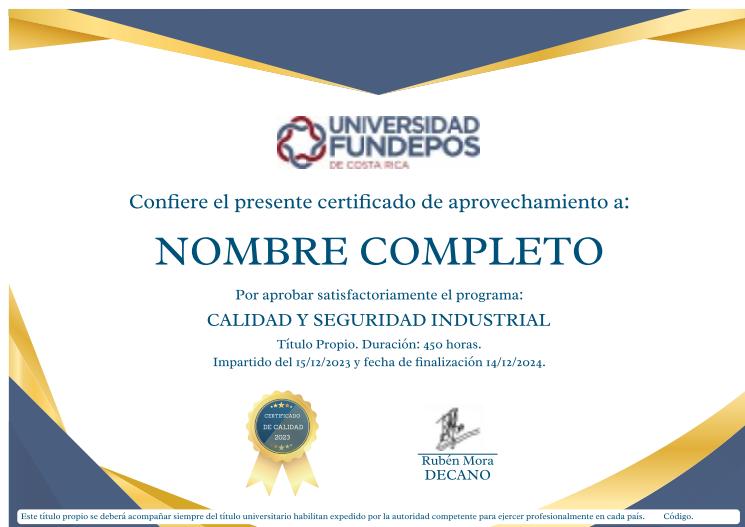 UNIVERSIDAD
FUNDEPOS
DE COSTA RICA
Confiere el presente certificado de aprovechamiento a:
NOMBRE COMPLETO
Por aprobar satisfactoriamente el programa:
CALIDAD Y SEGURIDAD INDUSTRIAL
Título Propio. Duración: 450 horas.
Impartido del 15/12/2023 y fecha de finalización 14/12/2024.
CERTIFICADO
DE CALIDAD
2023
Rubén Mora
DECANO
Este título propio se deberá acompañar siempre del título universitario habilitan expedido por la autoridad competente para ejercer profesionalmente en cada país. Código.